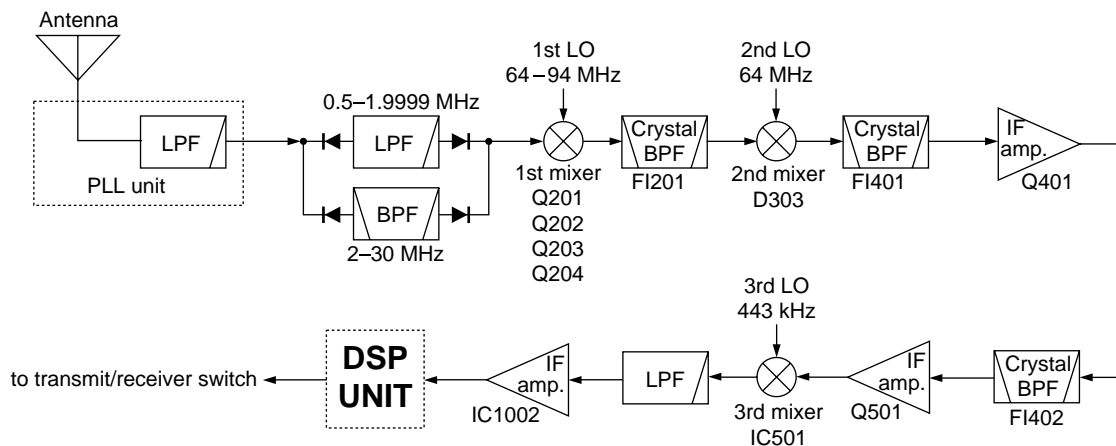 Antenna
LPF
PLL unit
0.5–1.9999 MHz
LPF
BPF
2–30 MHz
1st LO
64–94 MHz
1st mixer
Q201
Q202
Q203
Q204
Crystal
BPF
FI201
2nd LO
64 MHz
2nd mixer
D303
Crystal
BPF
FI401
IF
amp.
Q401
to transmit/receiver switch
DSP
UNIT
IF
amp.
IC1002
LPF
3rd LO
443 kHz
3rd mixer
IC501
IF
amp.
Q501
Crystal
BPF
FI402